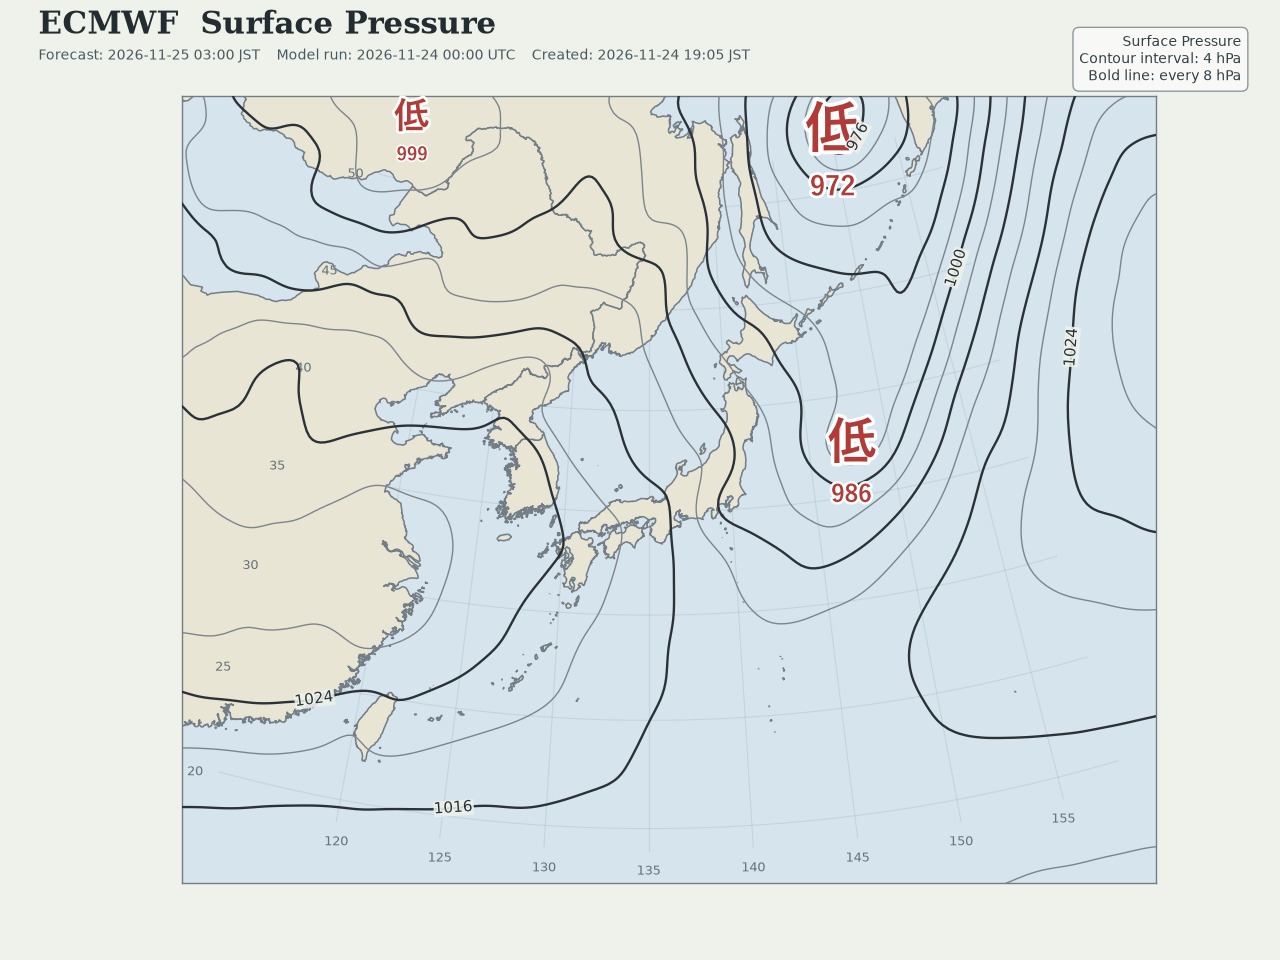 ECMWF  Surface Pressure
Forecast: 2026-11-25 03:00 JST    Model run: 2026-11-24 00:00 UTC    Created: 2026-11-24 19:05 JST
Surface Pressure
Contour interval: 4 hPa
Bold line: every 8 hPa
低
999
低
976
972
50
45
1000
1024
40
低
986
35
30
25
1024
20
1016
120
125
130
135
140
145
150
155